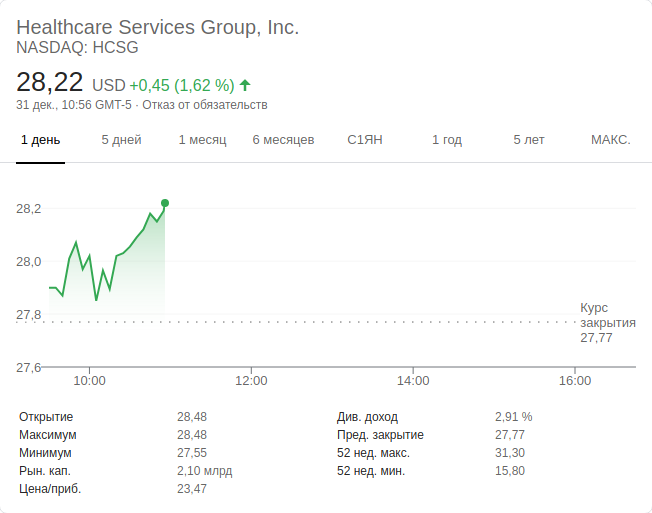 Healthcare Services Group, Inc.
NASDAQ: HCSG
28,22 USD +0,45 (1,62 %)
31 дек., 10:56 GMT-5 · Отказ от обязательств
1 день 5 дней 1 месяц 6 месяцев С1ЯН 1 год 5 лет МАКС.
28,2
28,0
27,8
27,6
Курс
закрытия
27,77
10:00 12:00 14:00 16:00
Открытие 28,48 Див. доход 2,91 %
Максимум 28,48 Пред. закрытие 27,77
Минимум 27,55 52 нед. макс. 31,30
Рын. кап. 2,10 млрд 52 нед. мин. 15,80
Цена/приб. 23,47